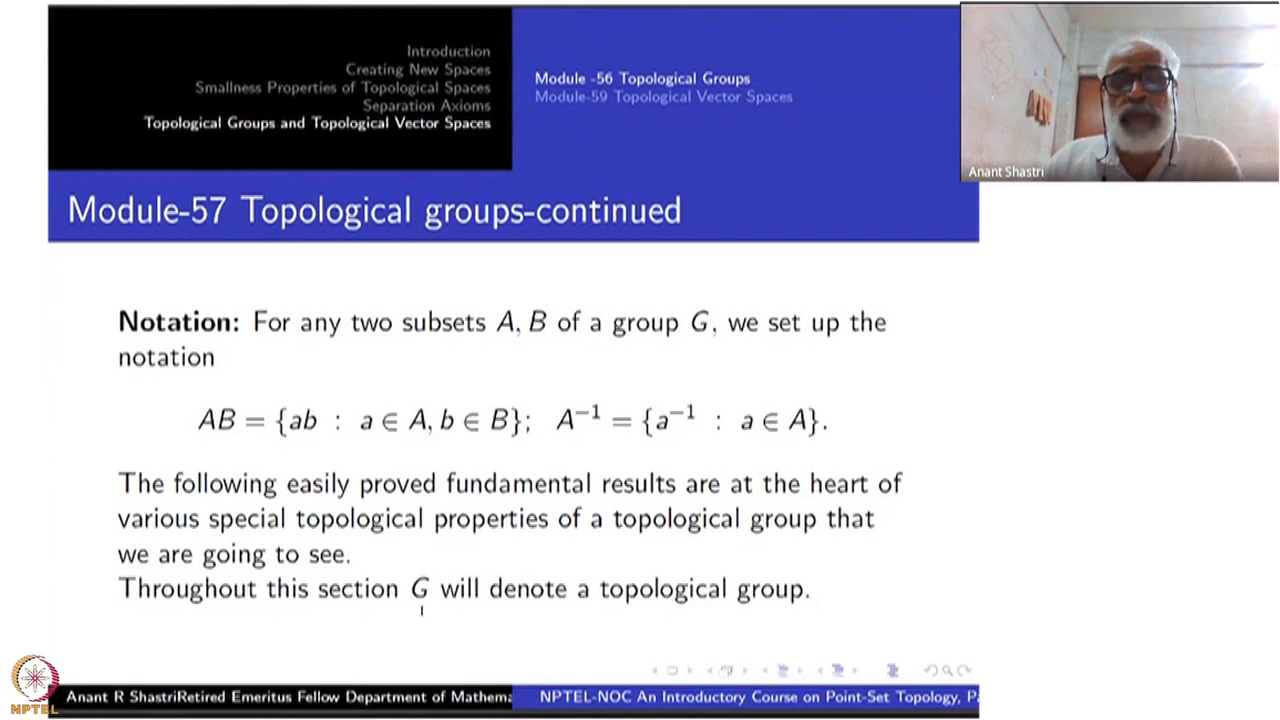 Introduction
Creating New Spaces
Smallness Properties of Topological Spaces
Separation Axioms
Topological Groups and Topological Vector Spaces
Module -56 Topological Groups
Module-59 Topological Vector Spaces
Anant Shastri
Module-57 Topological groups-continued
Notation: For any two subsets A, B of a group G, we set up the
notation
AB = {ab : a ∈ A, b ∈ B}; A⁻¹ = {a⁻¹ : a ∈ A}.
The following easily proved fundamental results are at the heart of
various special topological properties of a topological group that
we are going to see.
Throughout this section G will denote a topological group.
NPTEL
Anant R ShastriRetired Emeritus Fellow Department of Mathema
NPTEL-NOC An Introductory Course on Point-Set Topology, Pa